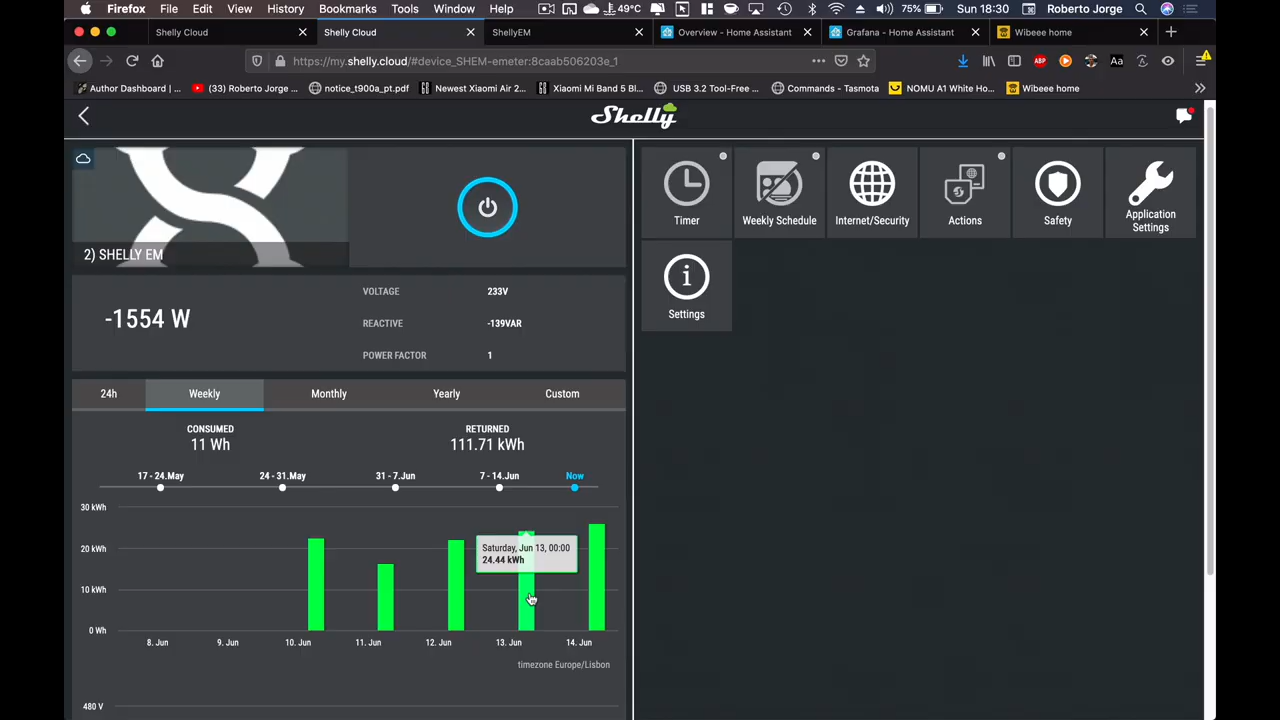 Firefox File Edit View History Bookmarks Tools Window Help 49°C 75% Sun 18:30 Roberto Jorge
Shelly Cloud Shelly Cloud ShellyEM Overview - Home Assistant Grafana - Home Assistant Wibeee home
https://my.shelly.cloud/#device_SHEM-emeter:8caab506203e_1
Author Dashboard | ... (33) Roberto Jorge ... notice_t900a_pt.pdf Newest Xiaomi Air 2... Xiaomi Mi Band 5 Bl... USB 3.2 Tool-Free ... Commands - Tasmota NOMU A1 White Ho... Wibeee home
Shelly
2) SHELLY EM
Timer
Weekly Schedule
Internet/Security
Actions
Safety
Application Settings
Settings
-1554 W
VOLTAGE 233V
REACTIVE -139VAR
POWER FACTOR 1
24h Weekly Monthly Yearly Custom
CONSUMED RETURNED
11 Wh 111.71 kWh
17 - 24.May 24 - 31.May 31 - 7.Jun 7 - 14.Jun Now
30 kWh
20 kWh
10 kWh
0 Wh
Saturday, Jun 13, 00:00
24.44 kWh
8. Jun 9. Jun 10. Jun 11. Jun 12. Jun 13. Jun 14. Jun
timezone Europe/Lisbon
480 V